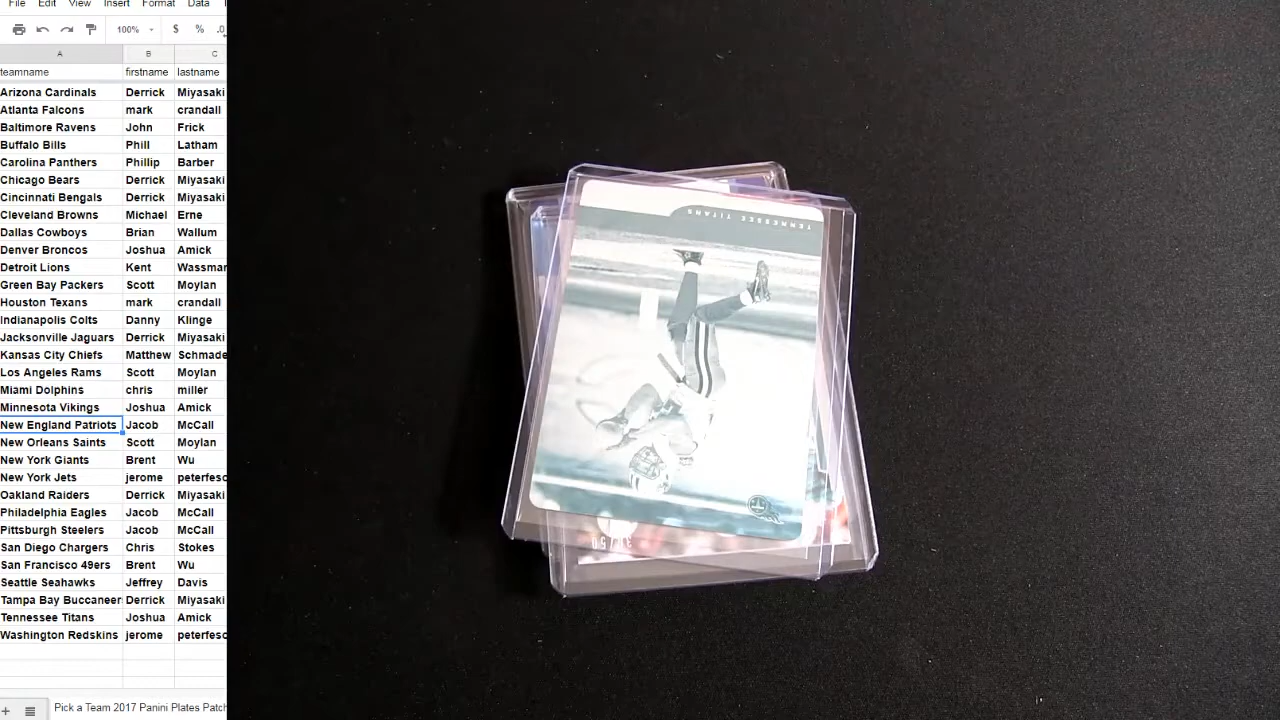 File Edit View Insert Format Data
100% $ % .0
A B C
teamname firstname lastname
Arizona Cardinals Derrick Miyasaki
Atlanta Falcons mark crandall
Baltimore Ravens John Frick
Buffalo Bills Phill Latham
Carolina Panthers Phillip Barber
Chicago Bears Derrick Miyasaki
Cincinnati Bengals Derrick Miyasaki
Cleveland Browns Michael Erne
Dallas Cowboys Brian Wallum
Denver Broncos Joshua Amick
Detroit Lions Kent Wassmar
Green Bay Packers Scott Moylan
Houston Texans mark crandall
Indianapolis Colts Danny Klinge
Jacksonville Jaguars Derrick Miyasaki
Kansas City Chiefs Matthew Schmade
Los Angeles Rams Scott Moylan
Miami Dolphins chris miller
Minnesota Vikings Joshua Amick
New England Patriots Jacob McCall
New Orleans Saints Scott Moylan
New York Giants Brent Wu
New York Jets jerome peterfeso
Oakland Raiders Derrick Miyasaki
Philadelphia Eagles Jacob McCall
Pittsburgh Steelers Jacob McCall
San Diego Chargers Chris Stokes
San Francisco 49ers Brent Wu
Seattle Seahawks Jeffrey Davis
Tampa Bay Buccaneer Derrick Miyasaki
Tennessee Titans Joshua Amick
Washington Redskins jerome peterfeso
Pick a Team 2017 Panini Plates Patch
TENNESSEE TITANS